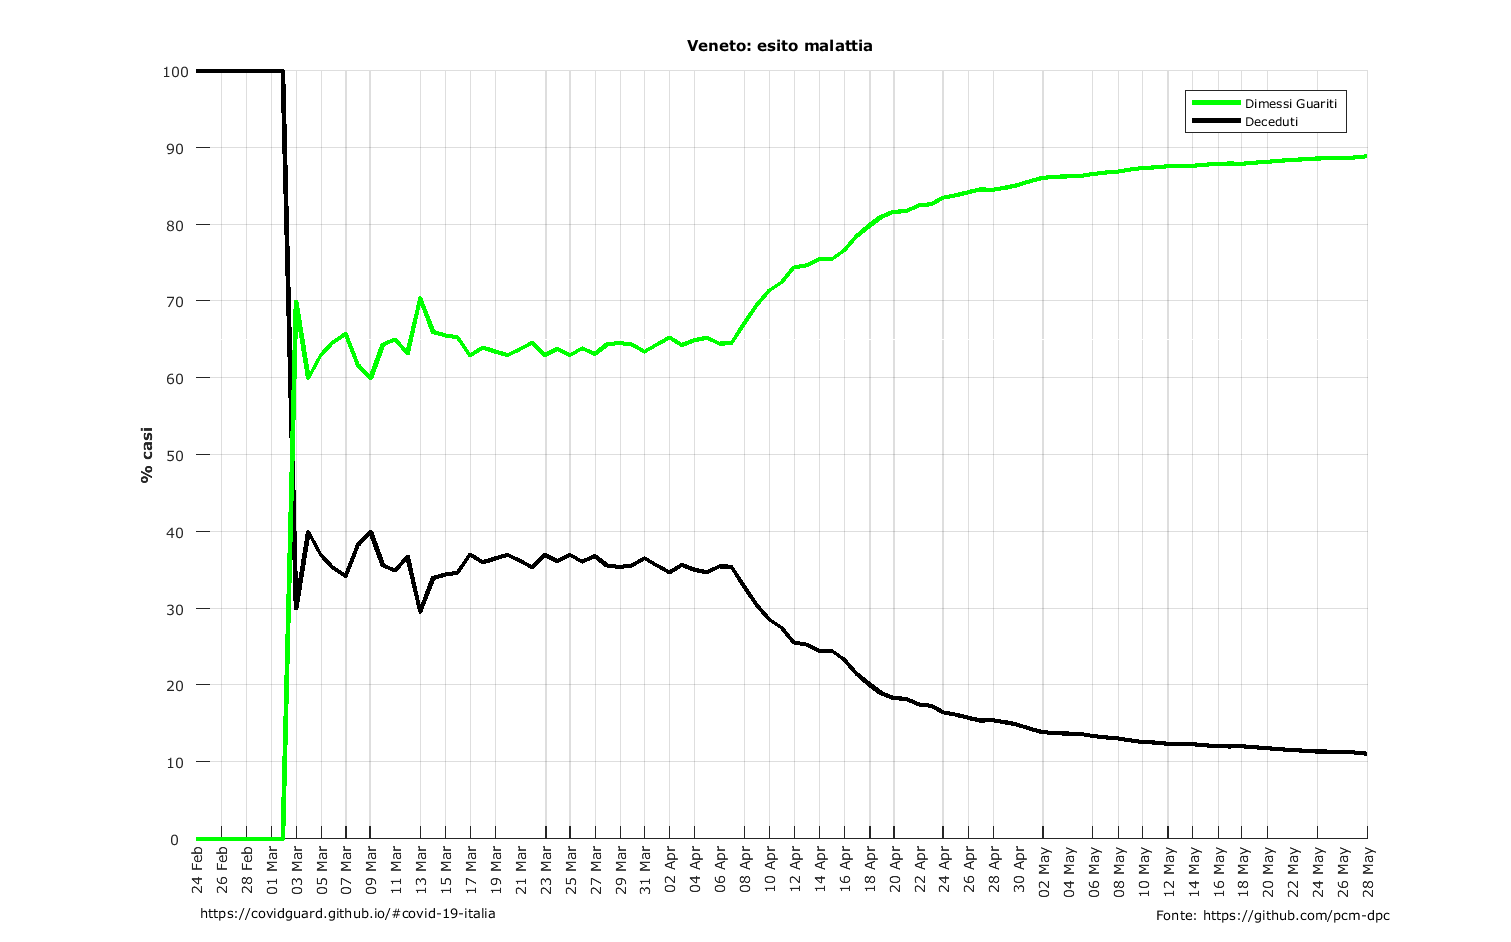 Veneto: esito malattia
Dimessi Guariti
Deceduti
% casi
100
90
80
70
60
50
40
30
20
10
0
24 Feb
26 Feb
28 Feb
01 Mar
03 Mar
05 Mar
07 Mar
09 Mar
11 Mar
13 Mar
15 Mar
17 Mar
19 Mar
21 Mar
23 Mar
25 Mar
27 Mar
29 Mar
31 Mar
02 Apr
04 Apr
06 Apr
08 Apr
10 Apr
12 Apr
14 Apr
16 Apr
18 Apr
20 Apr
22 Apr
24 Apr
26 Apr
28 Apr
30 Apr
02 May
04 May
06 May
08 May
10 May
12 May
14 May
16 May
18 May
20 May
22 May
24 May
26 May
28 May
https://covidguard.github.io/#covid-19-italia
Fonte: https://github.com/pcm-dpc